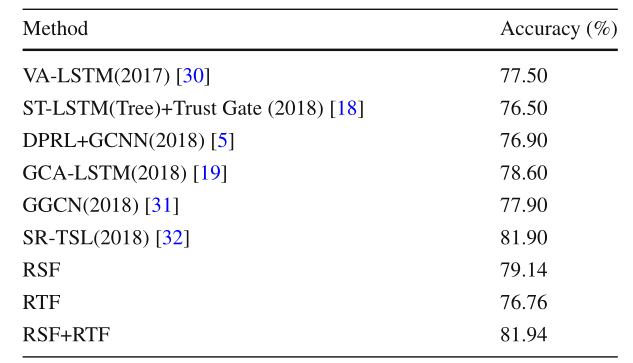 Method Accuracy (%)
VA-LSTM(2017) [30] 77.50
ST-LSTM(Tree)+Trust Gate (2018) [18] 76.50
DPRL+GCNN(2018) [5] 76.90
GCA-LSTM(2018) [19] 78.60
GGCN(2018) [31] 77.90
SR-TSL(2018) [32] 81.90
RSF 79.14
RTF 76.76
RSF+RTF 81.94